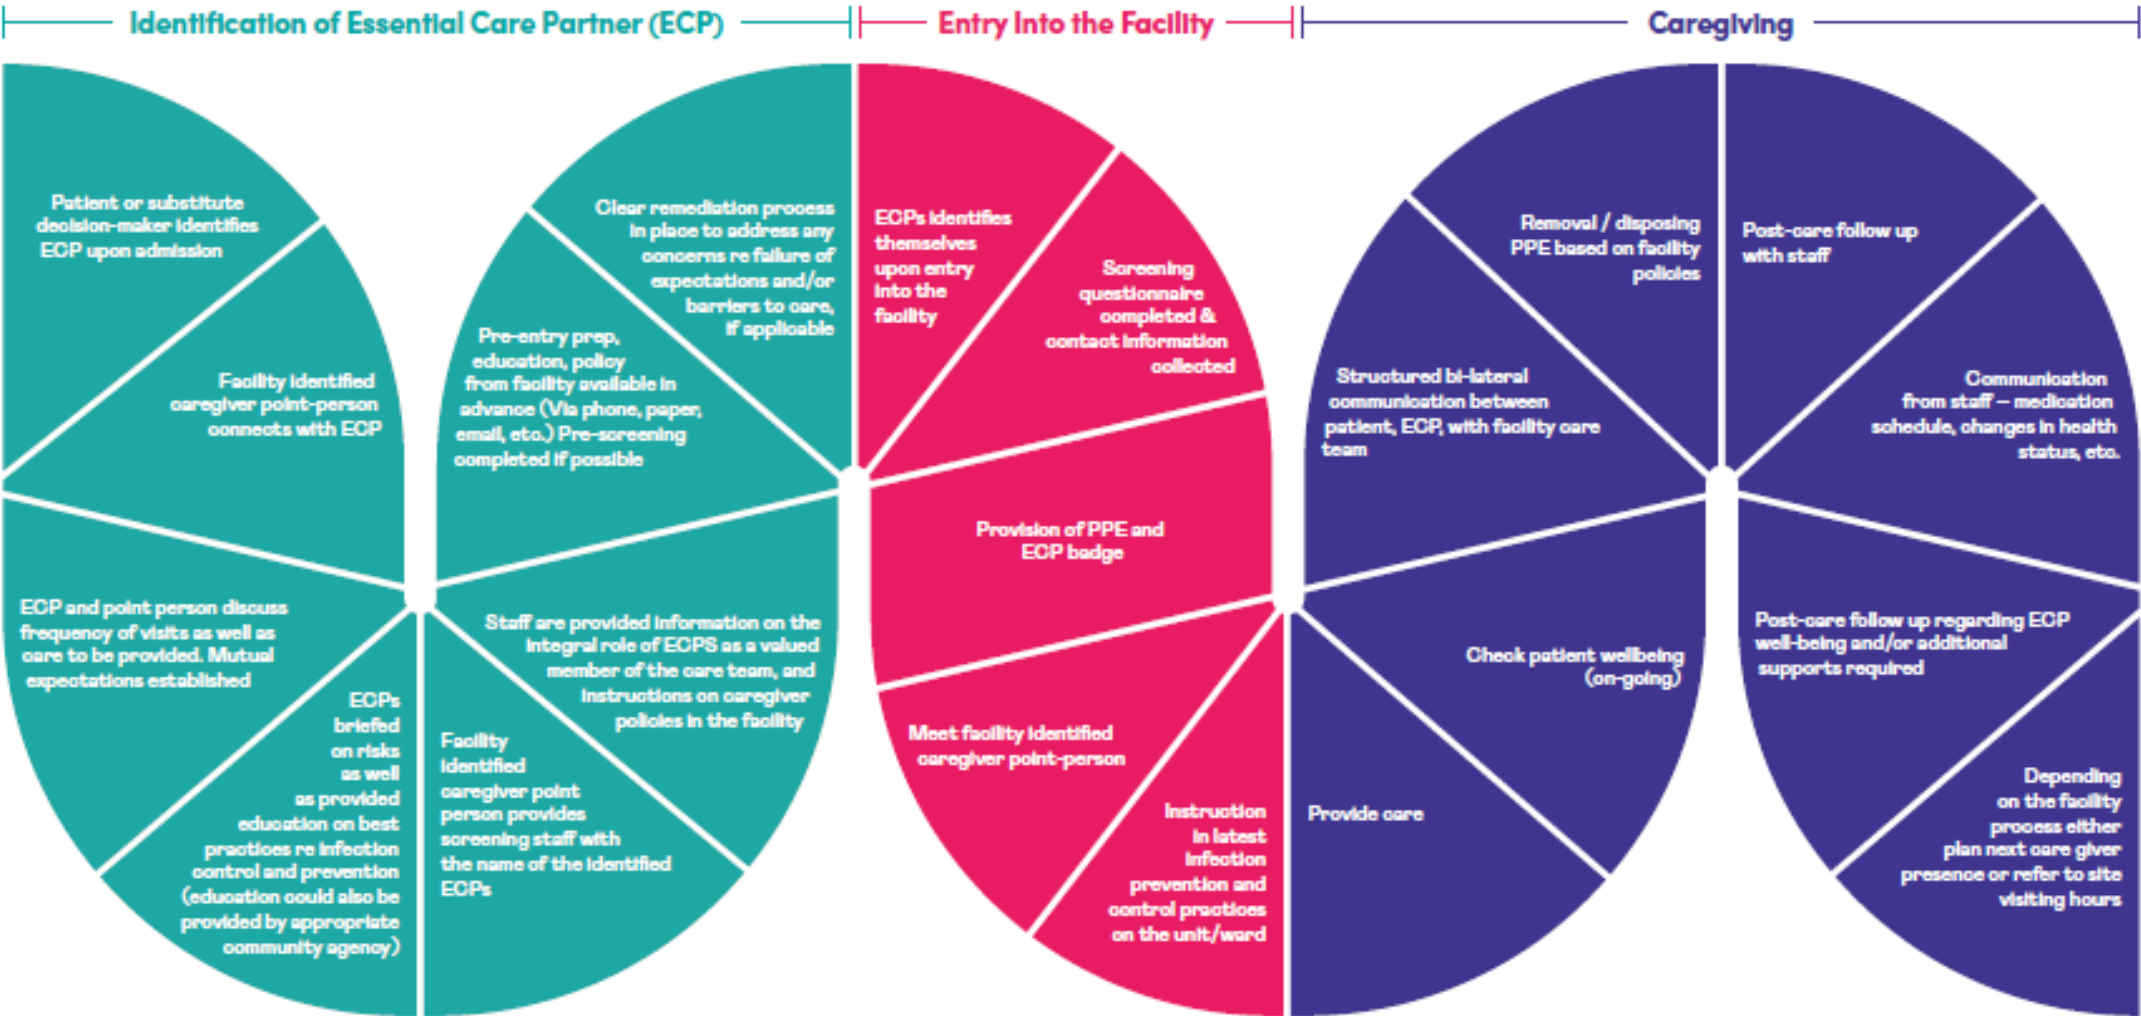 Identification of Essential Care Partner (ECP)
Entry Into the Facility
Caregiving
Patient or substitute
decision-maker identifies
ECP upon admission
Facility identified
caregiver point-person
connects with ECP
ECP and point person discuss
frequency of visits as well as
care to be provided. Mutual
expectations established
ECPs
briefed
on risks
as well
as provided
education on best
practices re infection
control and prevention
(education could also be
provided by appropriate
community agency)
Facility
identified
caregiver point
person provides
screening staff with
the name of the identified
ECPs
Staff are provided information on the
integral role of ECPS as a valued
member of the care team, and
instructions on caregiver
policies in the facility
Pre-entry prep,
education, policy
from facility available in
advance (Via phone, paper,
email, etc.) Pre-screening
completed if possible
Clear remediation process
in place to address any
concerns re failure of
expectations and/or
barriers to care,
if applicable
ECPs identifies
themselves
upon entry
into the
facility
Screening
questionnaire
completed &
contact information
collected
Provision of PPE and
ECP badge
Meet facility identified
caregiver point-person
Instruction
in latest
infection
prevention and
control practices
on the unit/ward
Provide care
Check patient wellbeing
(on-going)
Structured bi-lateral
communication between
patient, ECP, with facility care
team
Removal / disposing
PPE based on facility
policies
Post-care follow up
with staff
Communication
from staff – medication
schedule, changes in health
status, etc.
Post-care follow up regarding ECP
well-being and/or additional
supports required
Depending
on the facility
process either
plan next care giver
presence or refer to site
visiting hours